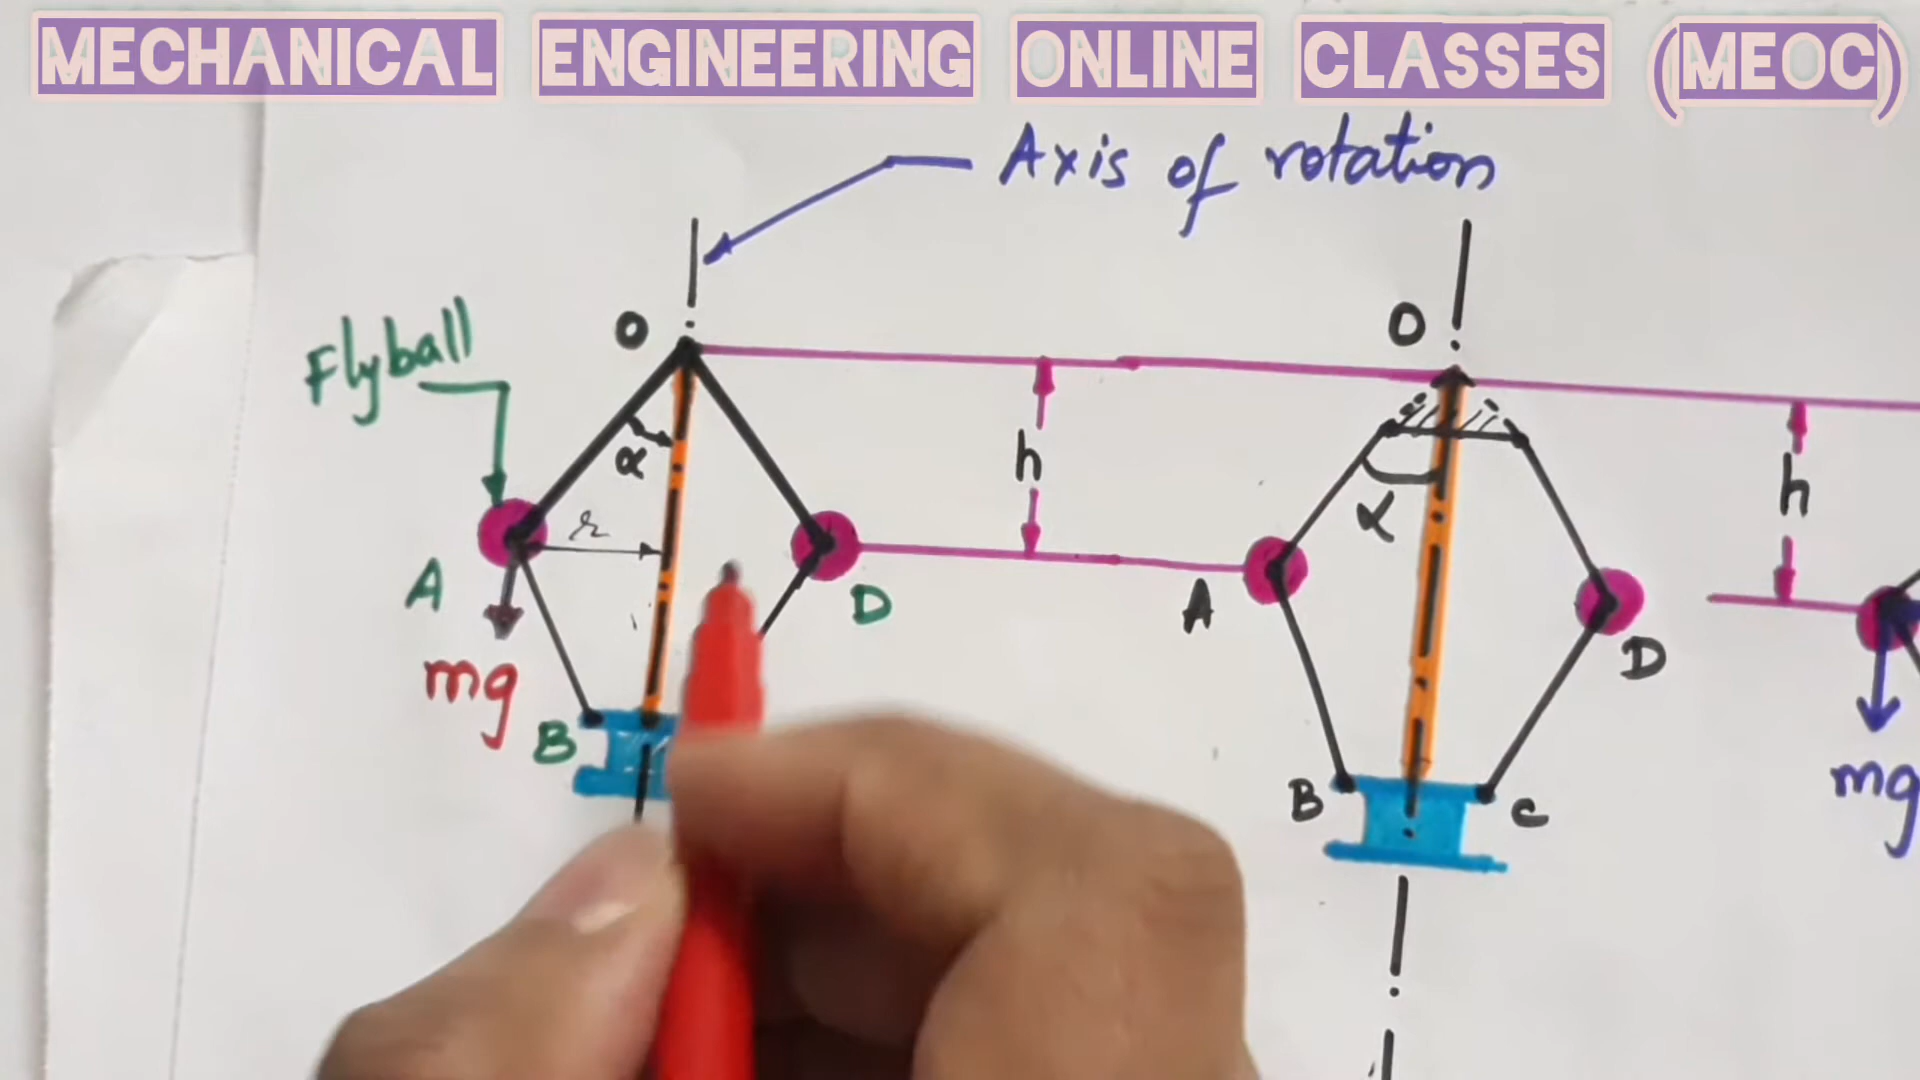 MECHANICAL ENGINEERING ONLINE CLASSES (MEOC)
Axis of rotation
Flyball
O
O
α
h
α
h
r
A
D
A
D
mg
B
B
C
mg